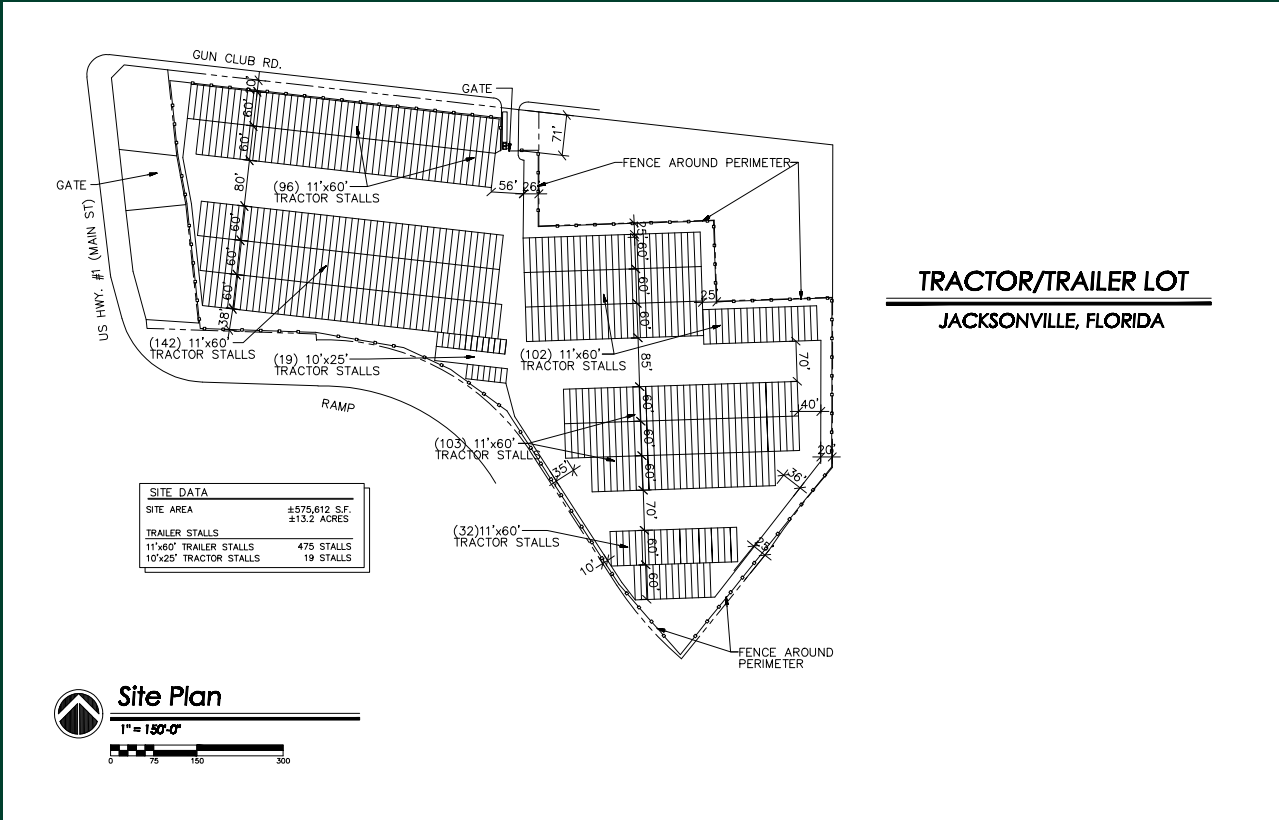 GUN CLUB RD.
GATE
20'
60'
60'
71'
FENCE AROUND PERIMETER
GATE
80'
(96) 11'x60'
TRACTOR STALLS
56'
26'
US HWY. #1 (MAIN ST)
60'
60'
60'
38'
25'
60'
60'
60'
25'
TRACTOR/TRAILER LOT
JACKSONVILLE, FLORIDA
(142) 11'x60'
TRACTOR STALLS
(19) 10'x25'
TRACTOR STALLS
(102) 11'x60'
TRACTOR STALLS
85'
70'
RAMP
60'
40'
(103) 11'x60'
TRACTOR STALLS
60'
60'
20'
35'
36'
SITE DATA
SITE AREA ±575,612 S.F.
±13.2 ACRES
TRAILER STALLS
11'x60' TRAILER STALLS 475 STALLS
10'x25' TRACTOR STALLS 19 STALLS
70'
(32)11'x60'
TRACTOR STALLS
60'
10'
60'
FENCE AROUND
PERIMETER
Site Plan
1" = 150'-0"
0 75 150 300